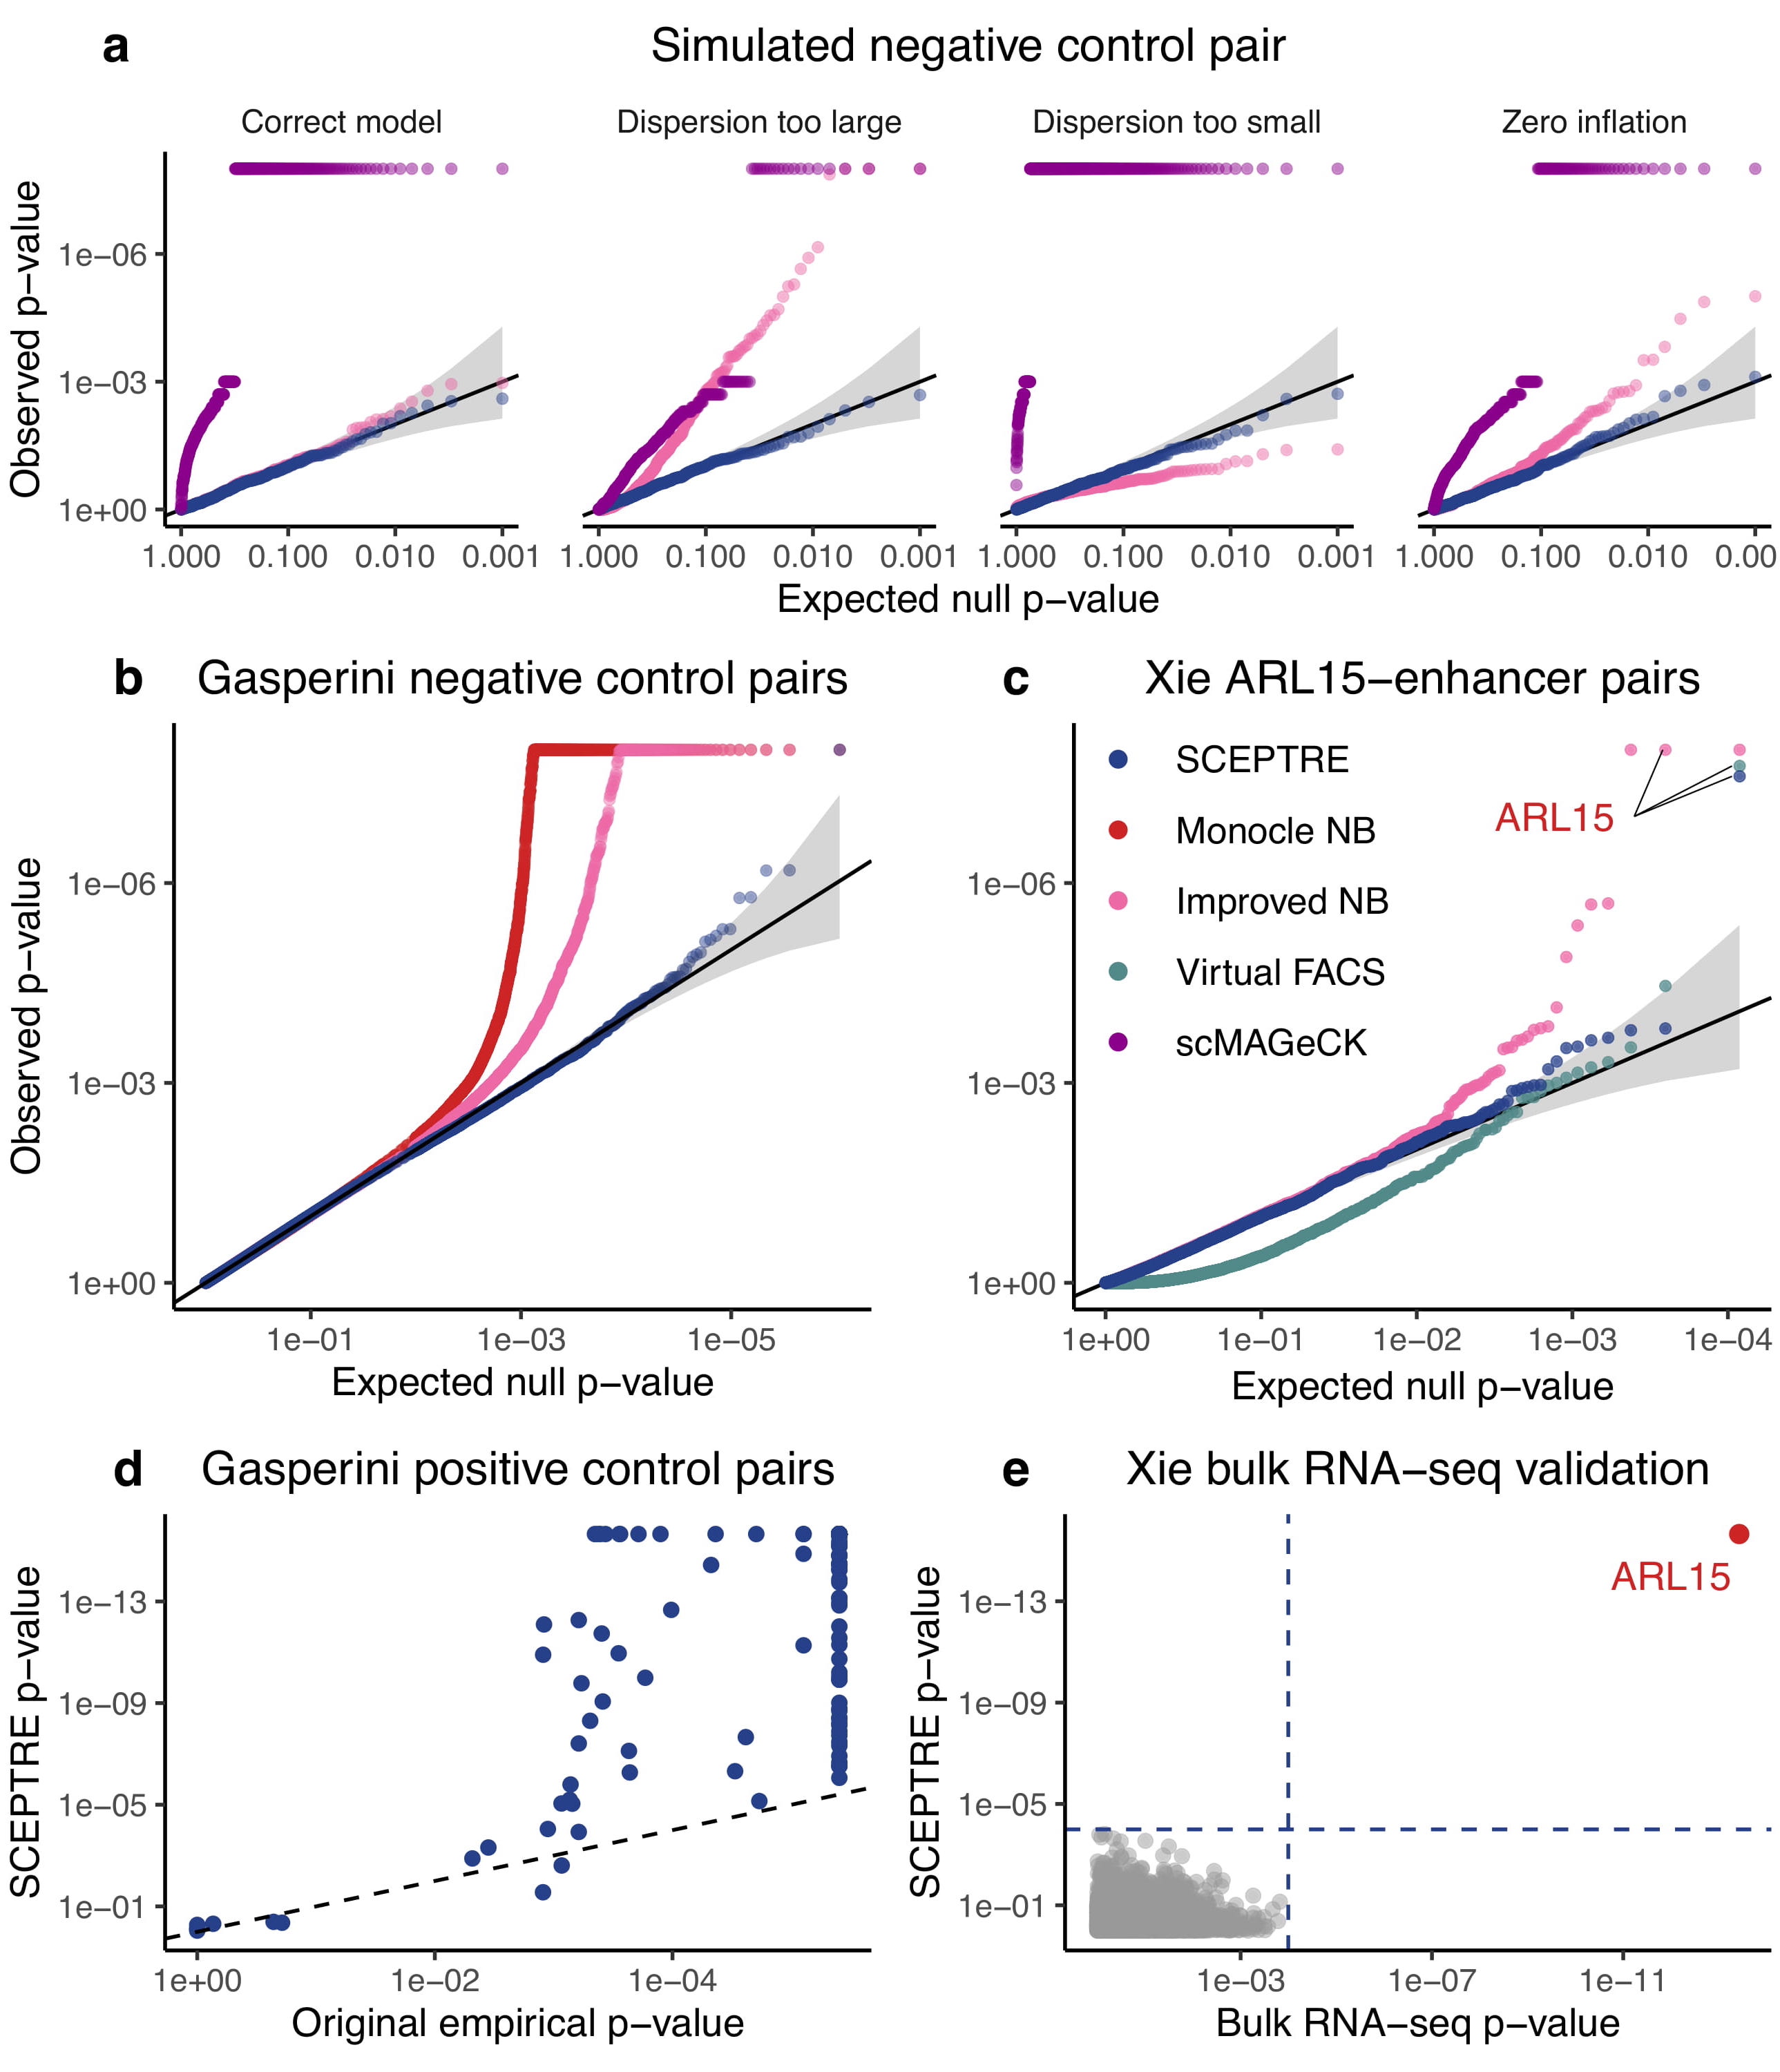 a
Simulated negative control pair
Correct model
Dispersion too large
Dispersion too small
Zero inflation
Observed p−value
1e−06
1e−03
1e+00
1.000 0.100 0.010 0.001
1.000 0.100 0.010 0.001
1.000 0.100 0.010 0.001
1.000 0.100 0.010 0.00
Expected null p−value
b
Gasperini negative control pairs
Observed p−value
1e−06
1e−03
1e+00
1e−01 1e−03 1e−05
Expected null p−value
c
Xie ARL15−enhancer pairs
SCEPTRE
Monocle NB
Improved NB
Virtual FACS
scMAGeCK
ARL15
1e−06
1e−03
1e+00
1e+00 1e−01 1e−02 1e−03 1e−04
Expected null p−value
d
Gasperini positive control pairs
SCEPTRE p−value
1e−13
1e−09
1e−05
1e−01
1e+00 1e−02 1e−04
Original empirical p−value
e
Xie bulk RNA−seq validation
SCEPTRE p−value
ARL15
1e−13
1e−09
1e−05
1e−01
1e−03 1e−07 1e−11
Bulk RNA−seq p−value